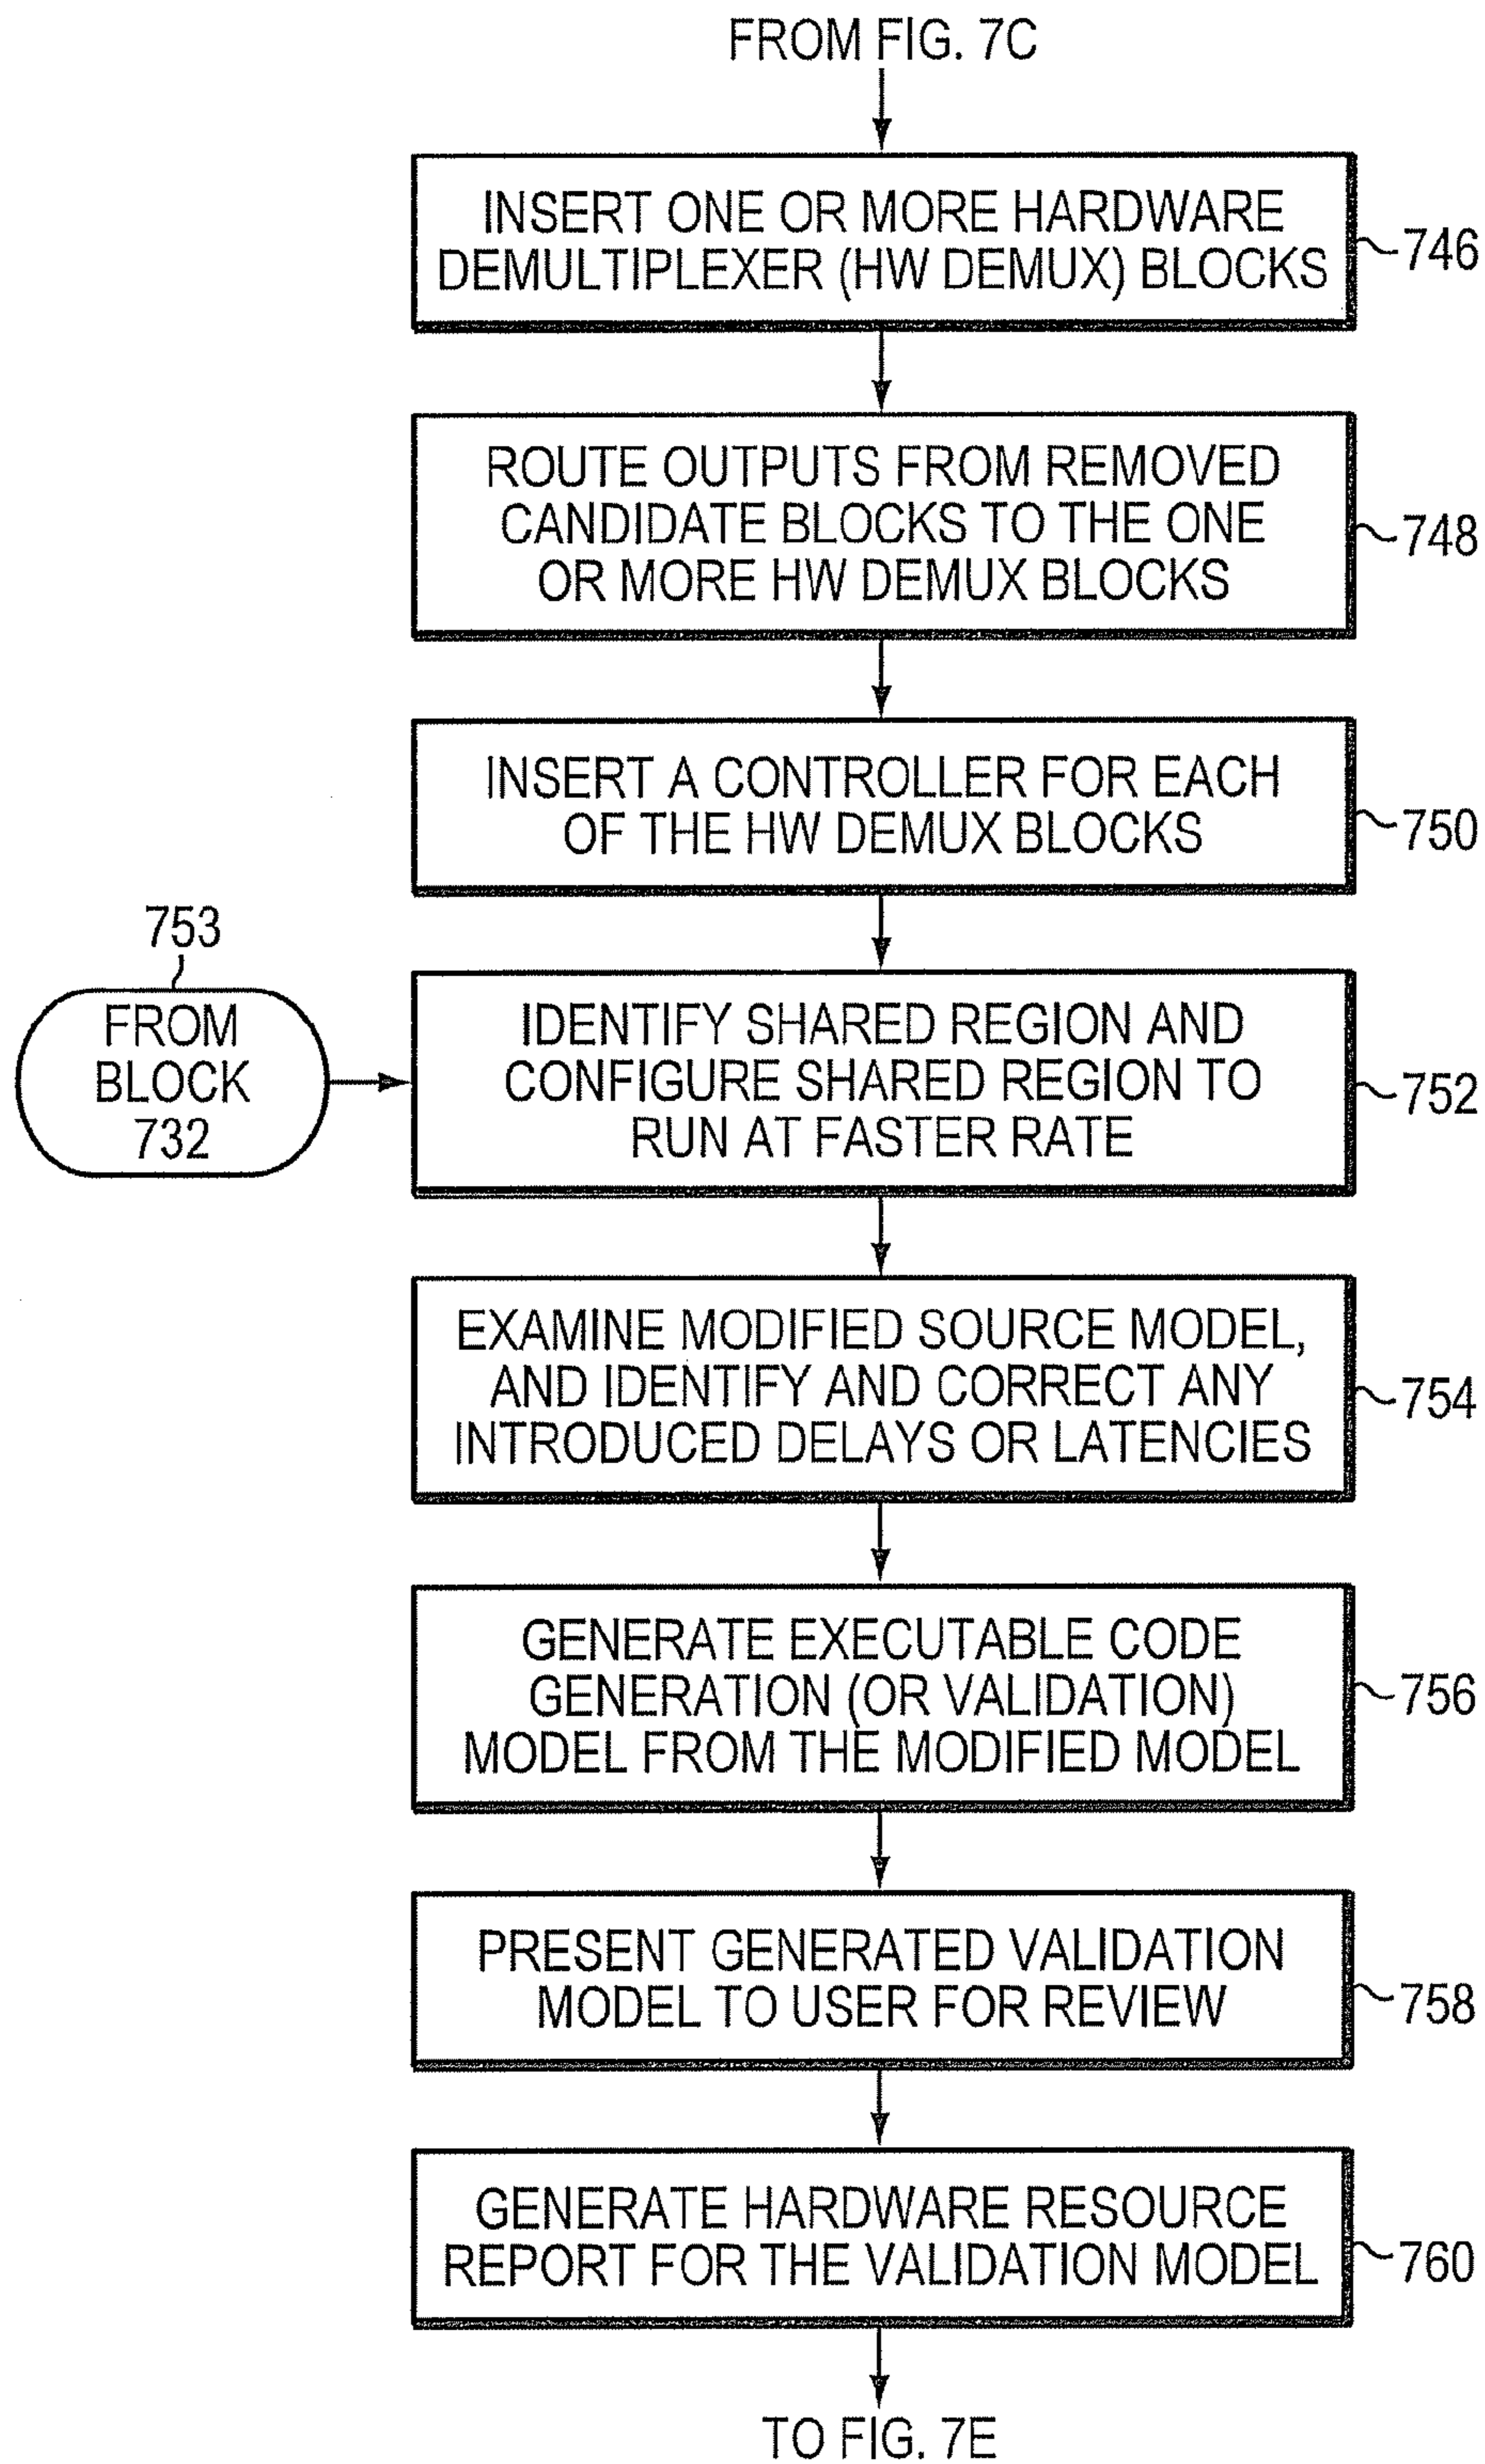 FROM FIG. 7C
INSERT ONE OR MORE HARDWARE
DEMULTIPLEXER (HW DEMUX) BLOCKS
746
ROUTE OUTPUTS FROM REMOVED
CANDIDATE BLOCKS TO THE ONE
OR MORE HW DEMUX BLOCKS
748
INSERT A CONTROLLER FOR EACH
OF THE HW DEMUX BLOCKS
750
753
FROM
BLOCK
732
IDENTIFY SHARED REGION AND
CONFIGURE SHARED REGION TO
RUN AT FASTER RATE
752
EXAMINE MODIFIED SOURCE MODEL,
AND IDENTIFY AND CORRECT ANY
INTRODUCED DELAYS OR LATENCIES
754
GENERATE EXECUTABLE CODE
GENERATION (OR VALIDATION)
MODEL FROM THE MODIFIED MODEL
756
PRESENT GENERATED VALIDATION
MODEL TO USER FOR REVIEW
758
GENERATE HARDWARE RESOURCE
REPORT FOR THE VALIDATION MODEL
760
TO FIG. 7E